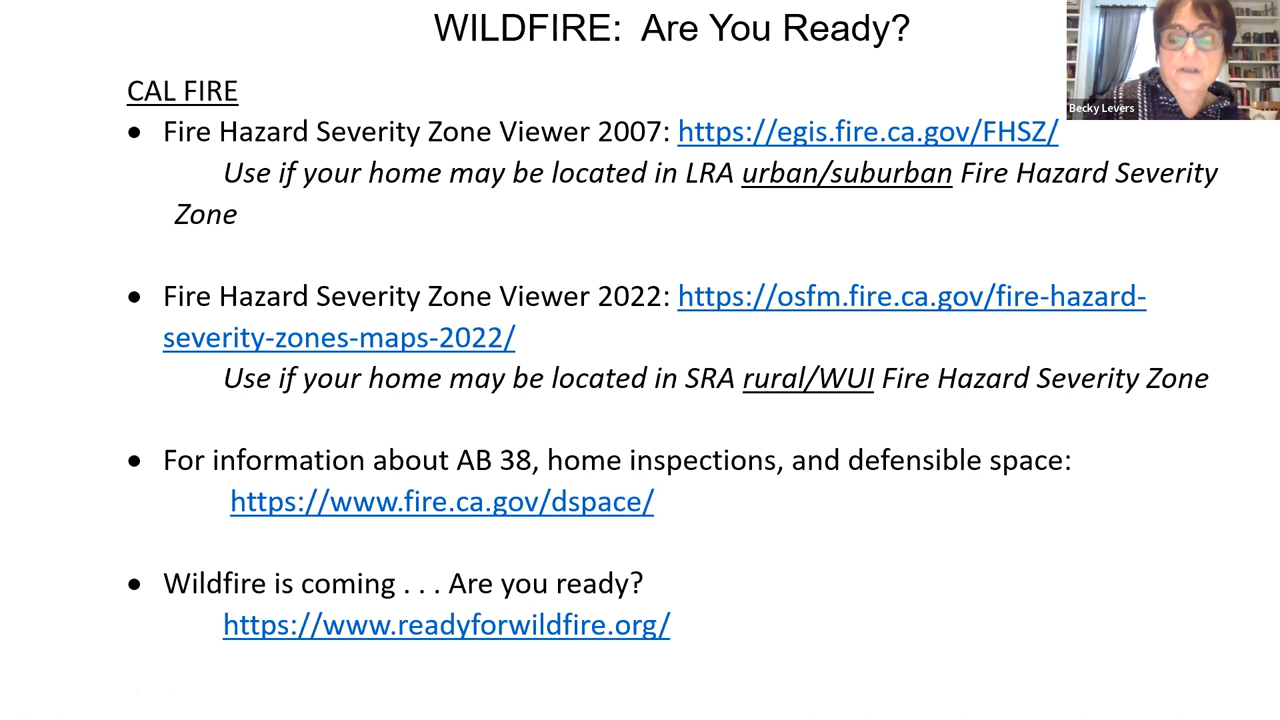 WILDFIRE: Are You Ready?
Becky Levers
CAL FIRE
• Fire Hazard Severity Zone Viewer 2007: https://egis.fire.ca.gov/FHSZ/
Use if your home may be located in LRA urban/suburban Fire Hazard Severity
Zone
• Fire Hazard Severity Zone Viewer 2022: https://osfm.fire.ca.gov/fire-hazard-
severity-zones-maps-2022/
Use if your home may be located in SRA rural/WUI Fire Hazard Severity Zone
• For information about AB 38, home inspections, and defensible space:
https://www.fire.ca.gov/dspace/
• Wildfire is coming . . . Are you ready?
https://www.readyforwildfire.org/